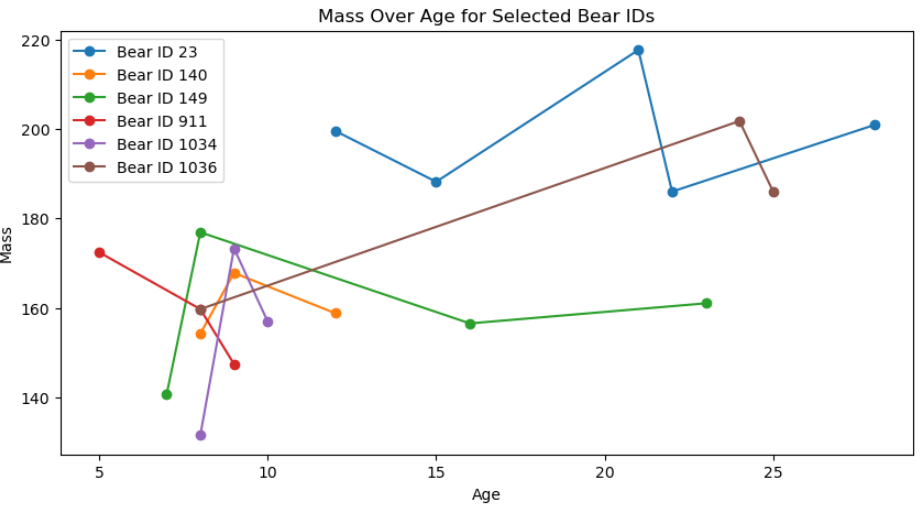 Mass Over Age for Selected Bear IDs
220
200
180
160
140
Mass
Bear ID 23
Bear ID 140
Bear ID 149
Bear ID 911
Bear ID 1034
Bear ID 1036
5 10 15 20 25
Age